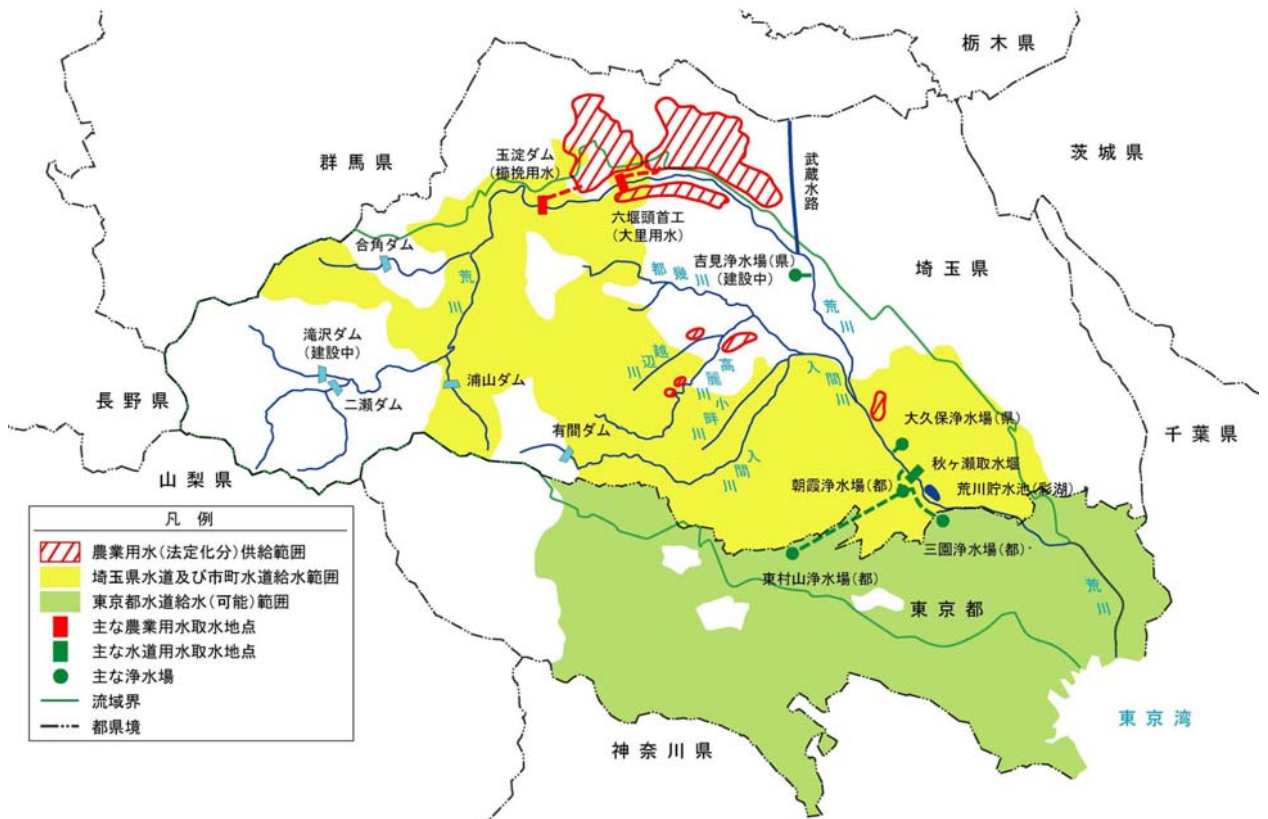 栃木県
群馬県
茨城県
玉淀ダム
(櫛挽用水)
武蔵水路
六堰頭首工
(大里用水)
合角ダム
荒川
都幾川
吉見浄水場(県)
(建設中)
埼玉県
荒川
滝沢ダム
(建設中)
越辺川
高麗川
小畔川
入間川
浦山ダム
二瀬ダム
長野県
大久保浄水場(県)
千葉県
有間ダム
入間川
秋ヶ瀬取水堰
山梨県
朝霞浄水場(都)
荒川貯水池(彩湖)
三園浄水場(都)
東村山浄水場(都)
東京都
荒川
東京湾
神奈川県
凡例
農業用水(法定化分)供給範囲
埼玉県水道及び市町水道給水範囲
東京都水道給水(可能)範囲
主な農業用水取水地点
主な水道用水取水地点
主な浄水場
流域界
都県境